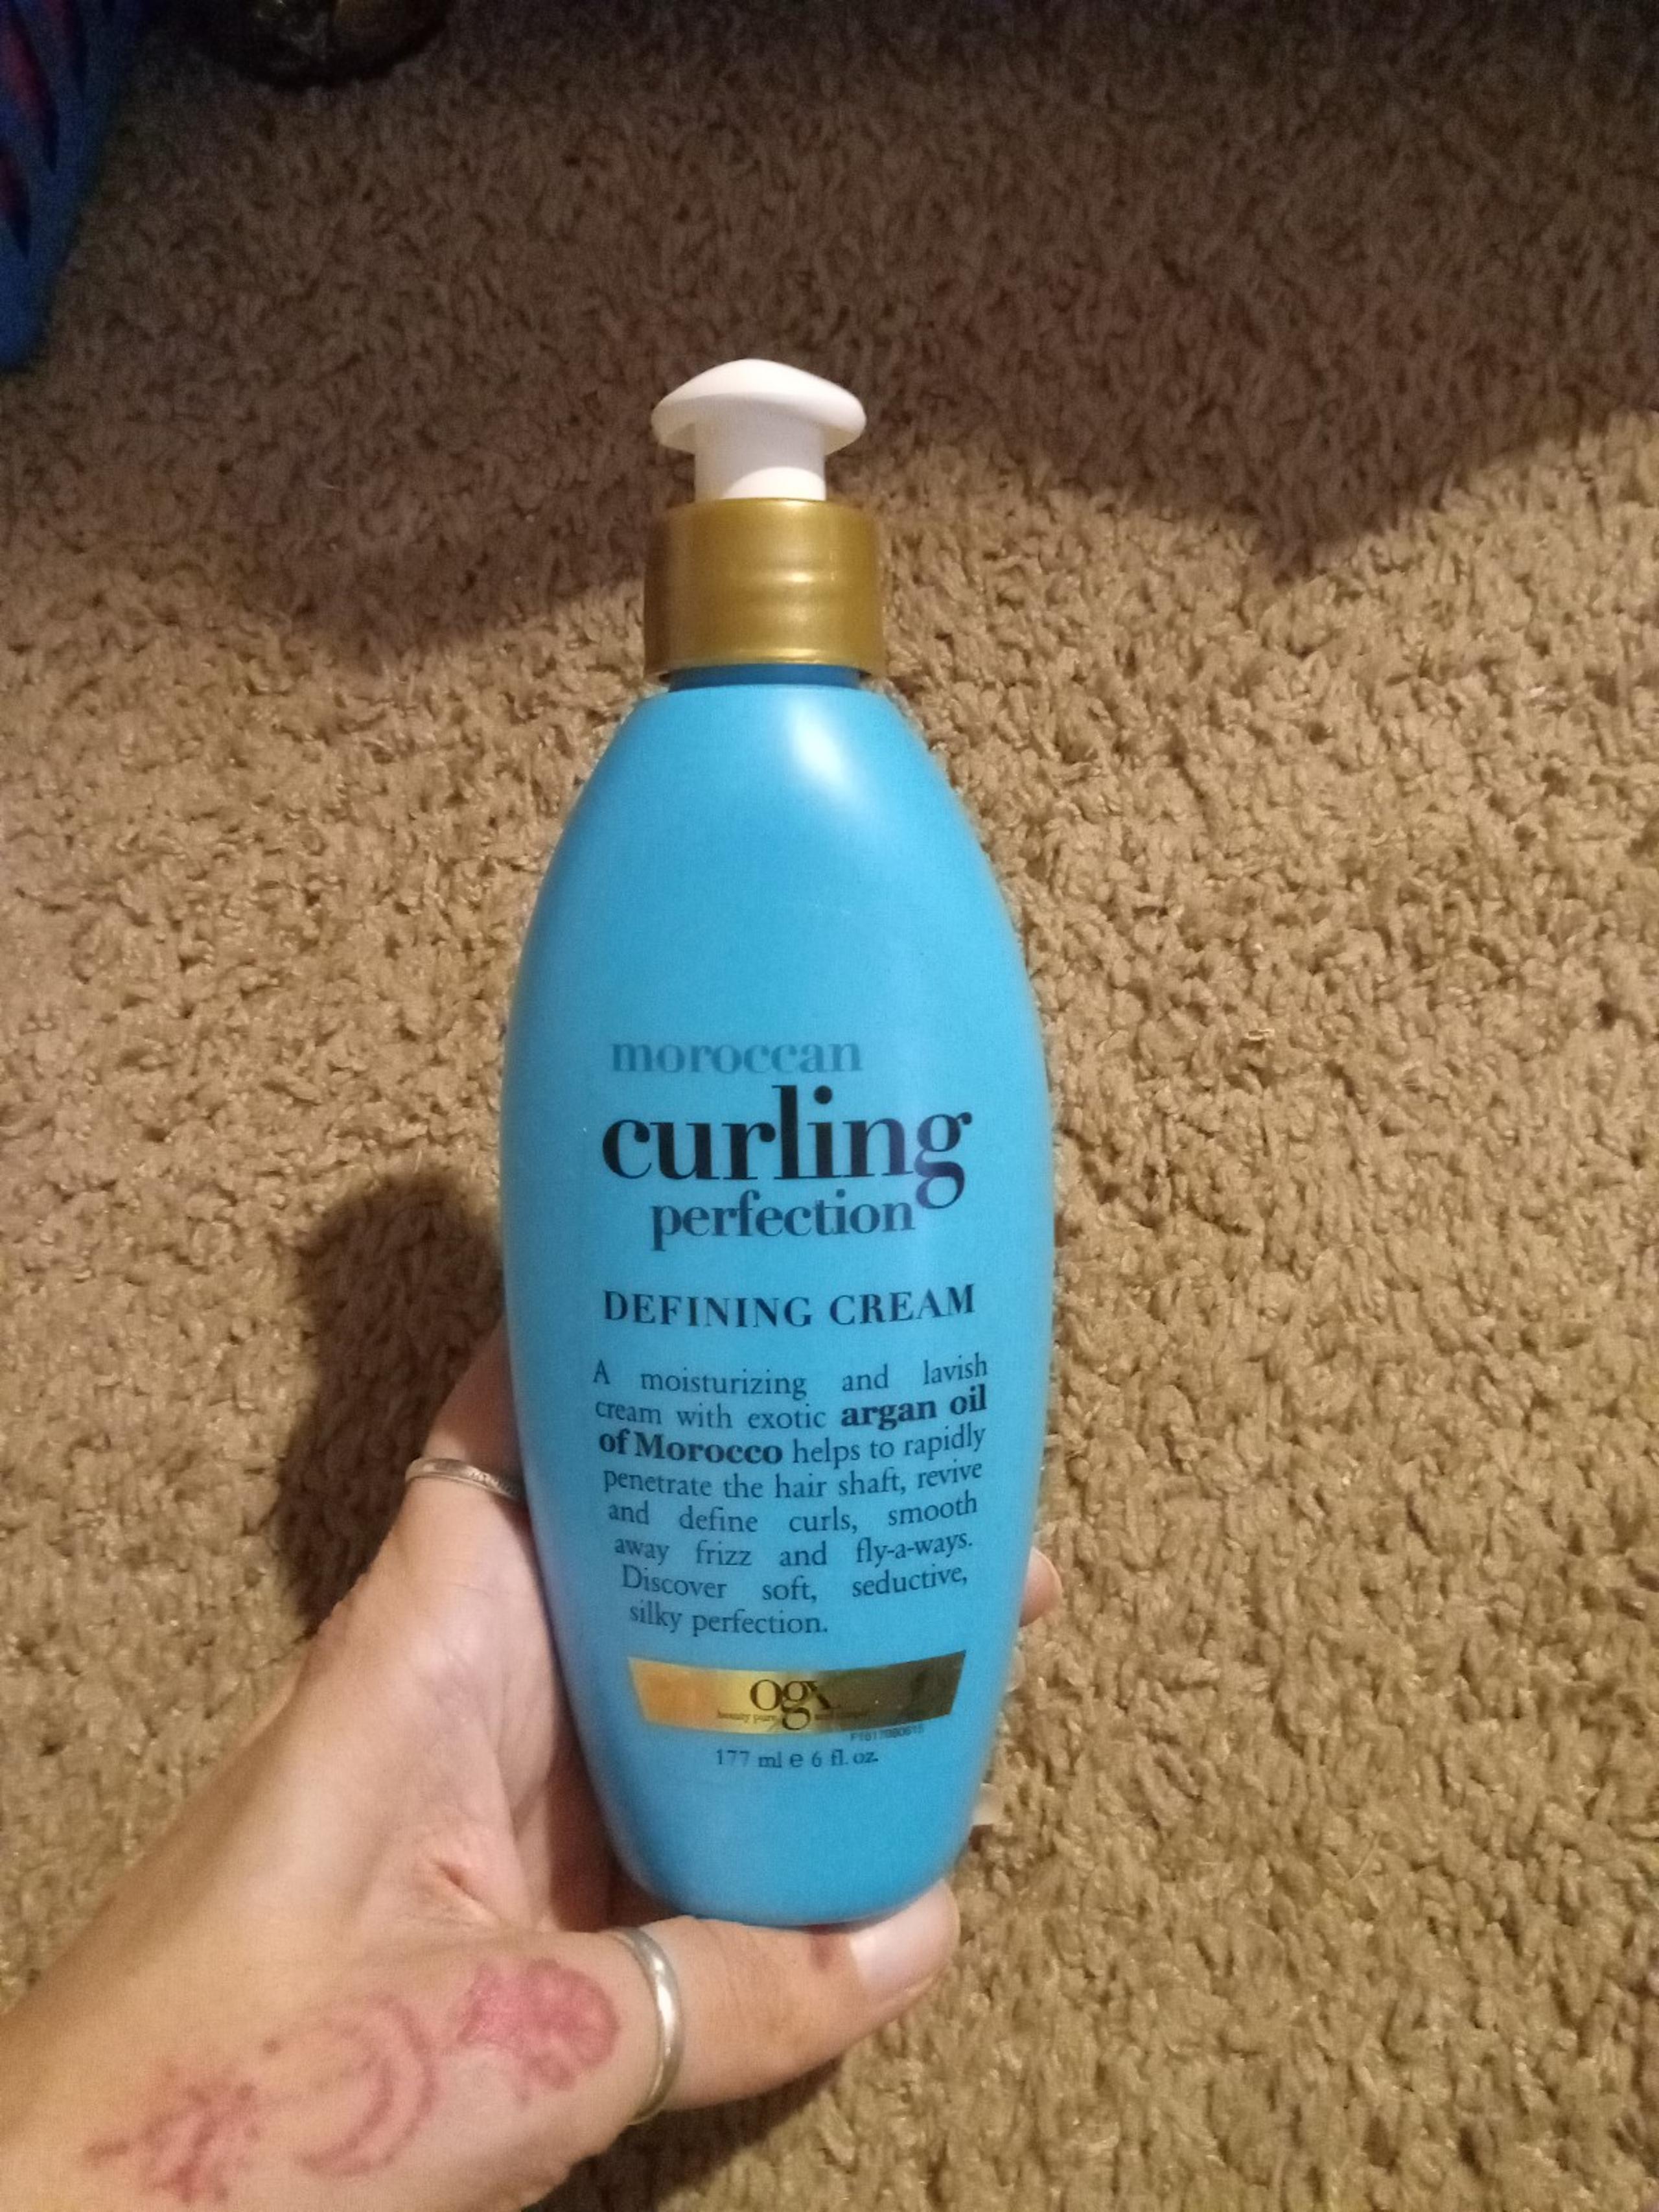 moroccan
curling
perfection
DEFINING CREAM
A moisturizing and lavish
cream with exotic argan oil
of Morocco helps to rapidly
penetrate the hair shaft, revive
and define curls, smooth
away frizz and fly-a-ways.
Discover soft, seductive,
silky perfection.
ogx
beauty pure
177 ml e 6 fl. oz.